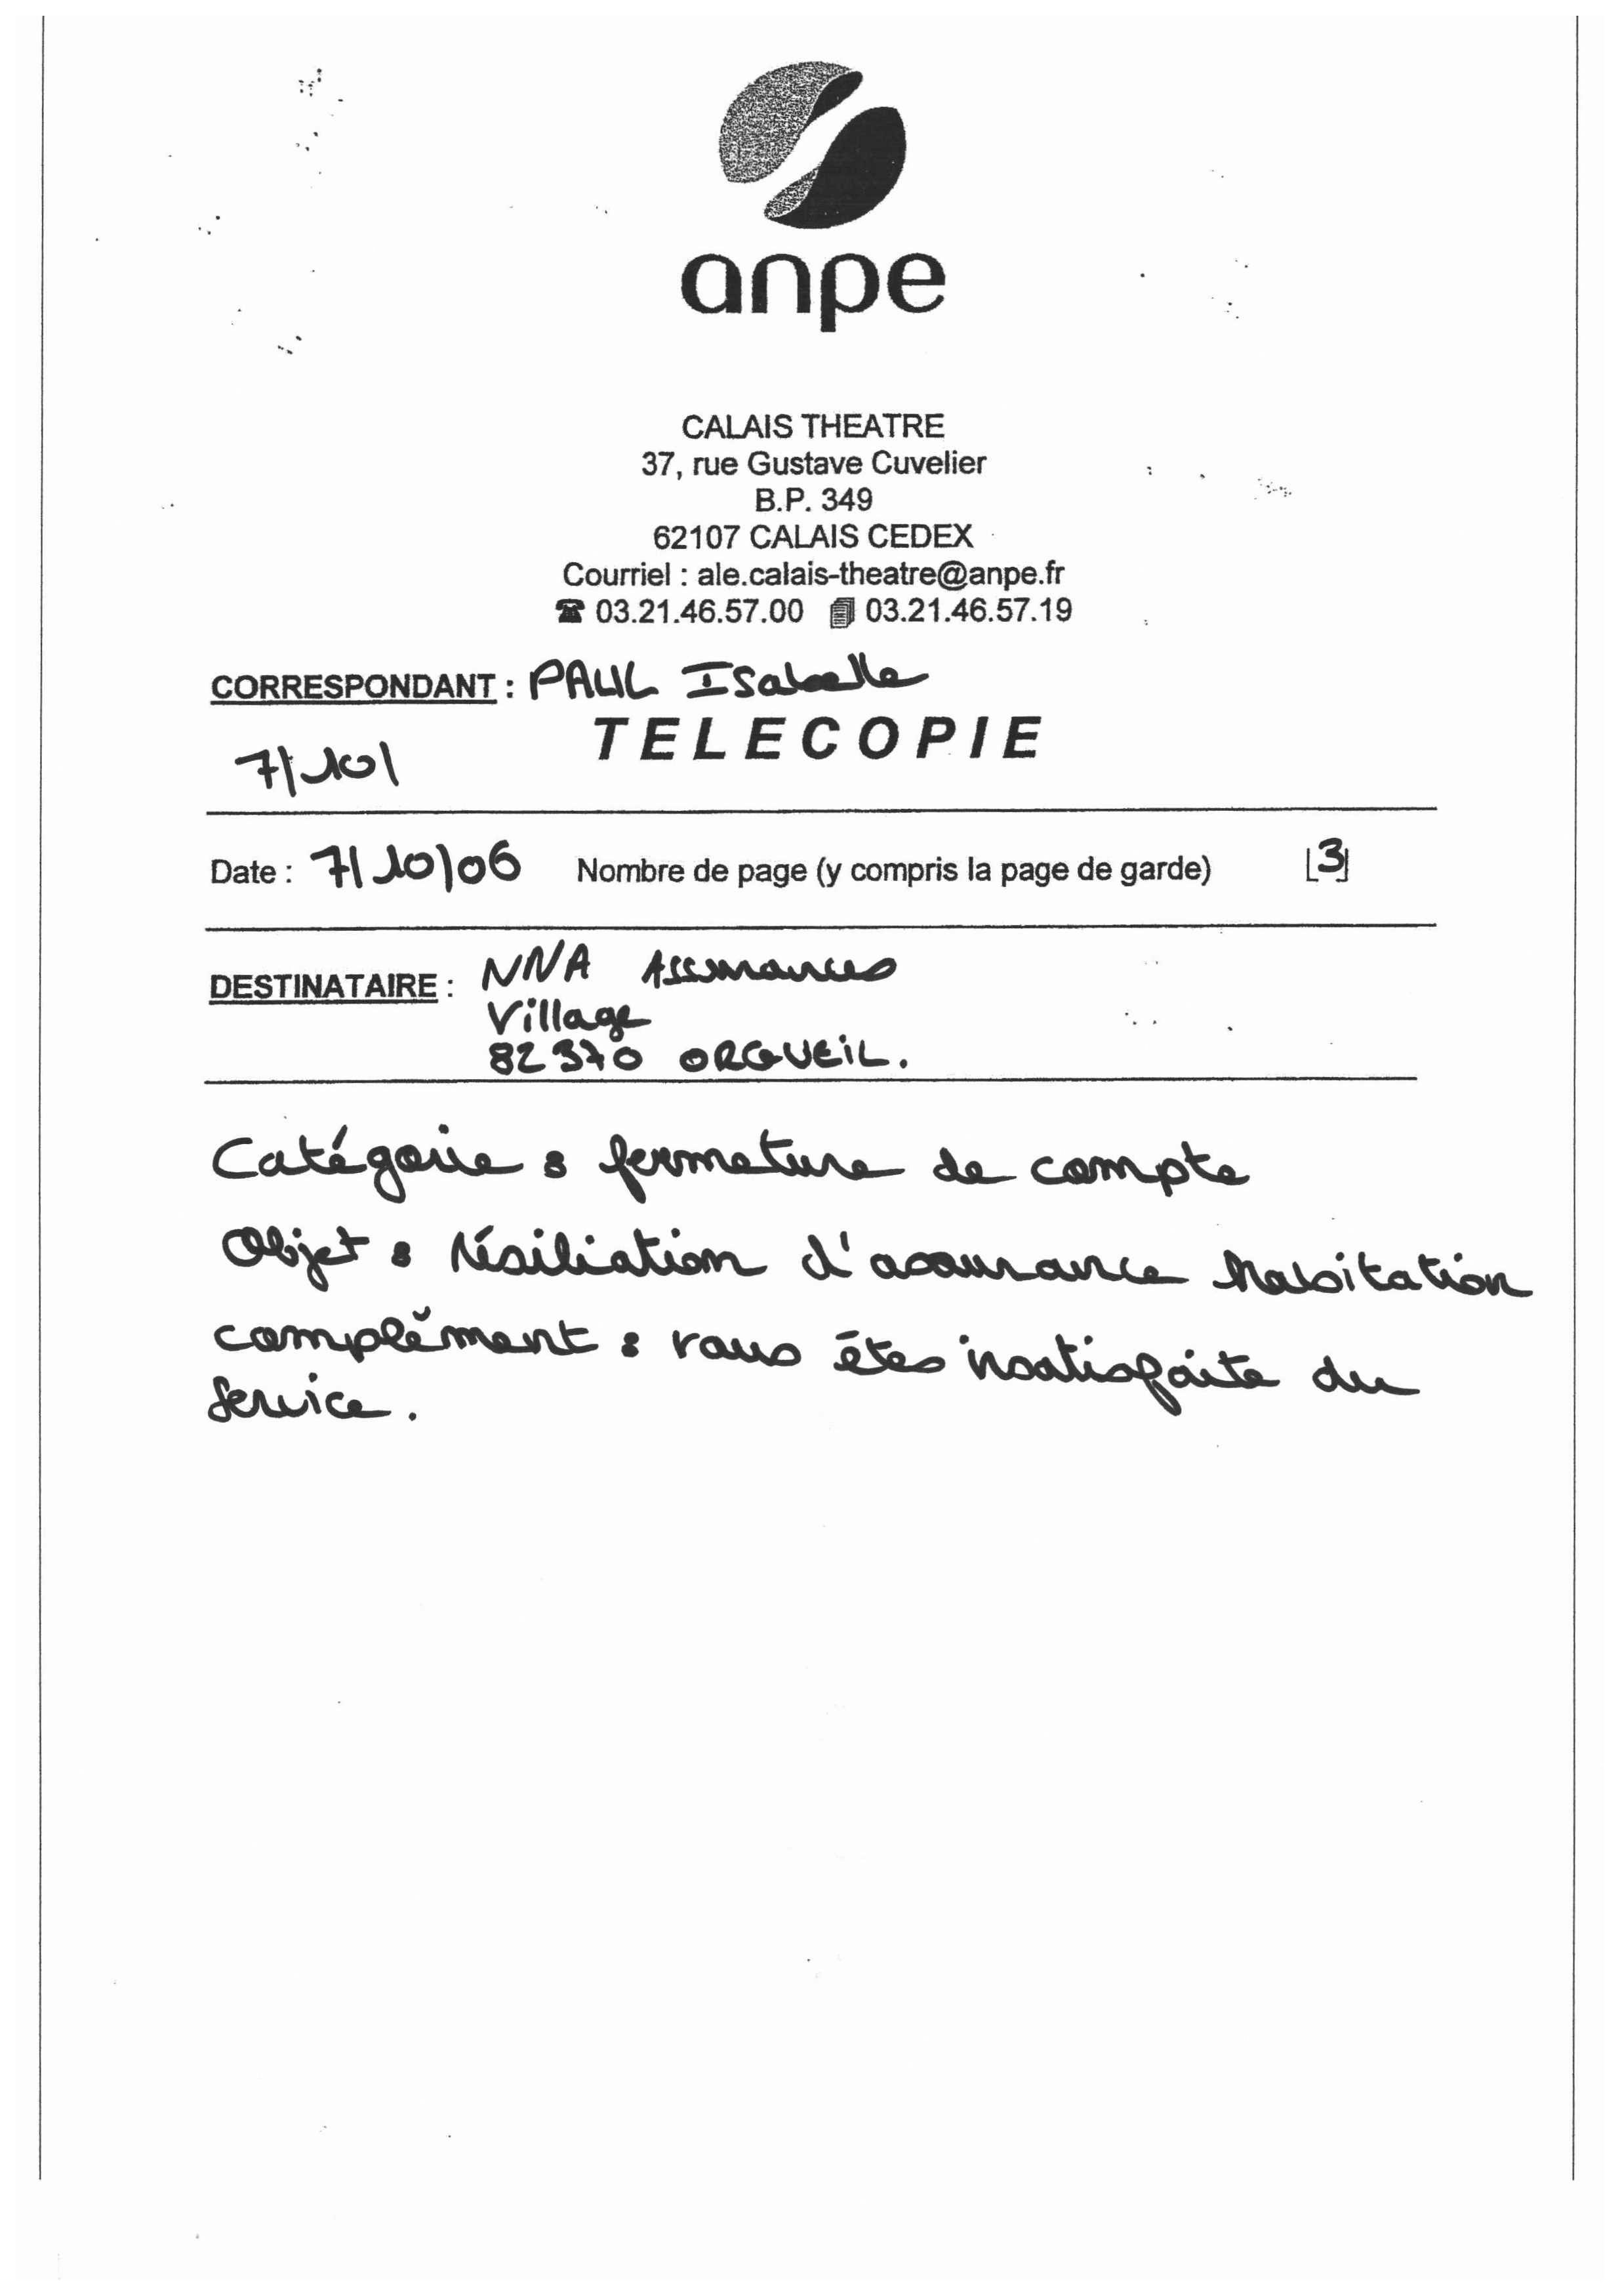 anpe
CALAIS THEATRE
37, rue Gustave Cuvelier
B.P. 349
62107 CALAIS CEDEX
Courriel : ale.calais-theatre@anpe.fr
03.21.46.57.00 03.21.46.57.19
CORRESPONDANT : PAUL Isabelle
TELECOPIE
7/10/
Date : 7/10/06 Nombre de page (y compris la page de garde) [3]
DESTINATAIRE : NNA Assurances
Village
82370 ORGUEIL.
Catégorie : fermeture de compte
Objet : résiliation d'assurance habitation
complément : vous êtes insatisfaite du
service.